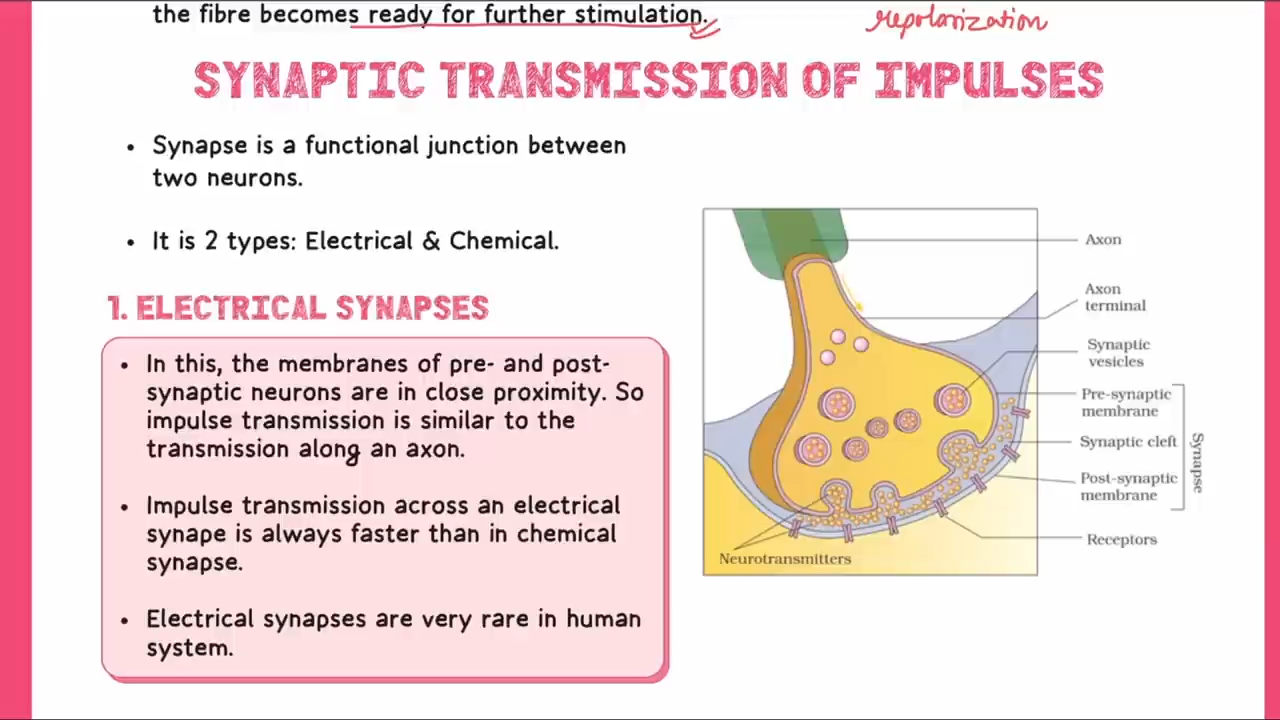 the fibre becomes ready for further stimulation.
repolarization
SYNAPTIC TRANSMISSION OF IMPULSES
• Synapse is a functional junction between
two neurons.
• It is 2 types: Electrical & Chemical.
1. ELECTRICAL SYNAPSES
• In this, the membranes of pre- and post-
synaptic neurons are in close proximity. So
impulse transmission is similar to the
transmission along an axon.
• Impulse transmission across an electrical
synape is always faster than in chemical
synapse.
• Electrical synapses are very rare in human
system.
Axon
Axon
terminal
Synaptic
vesicles
Pre-synaptic
membrane
Synaptic cleft
Post-synaptic
membrane
Synapse
Receptors
Neurotransmitters